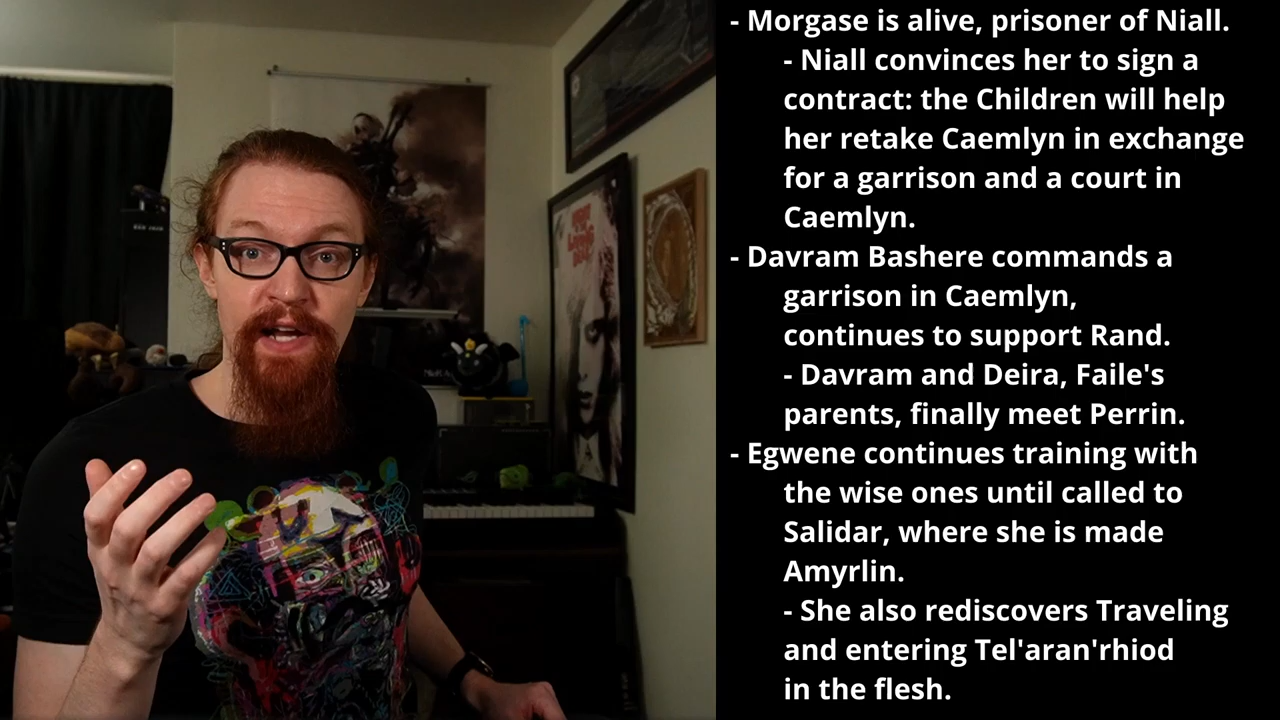 - Morgase is alive, prisoner of Niall.
- Niall convinces her to sign a
contract: the Children will help
her retake Caemlyn in exchange
for a garrison and a court in
Caemlyn.
- Davram Bashere commands a
garrison in Caemlyn,
continues to support Rand.
- Davram and Deira, Faile's
parents, finally meet Perrin.
- Egwene continues training with
the wise ones until called to
Salidar, where she is made
Amyrlin.
- She also rediscovers Traveling
and entering Tel'aran'rhiod
in the flesh.